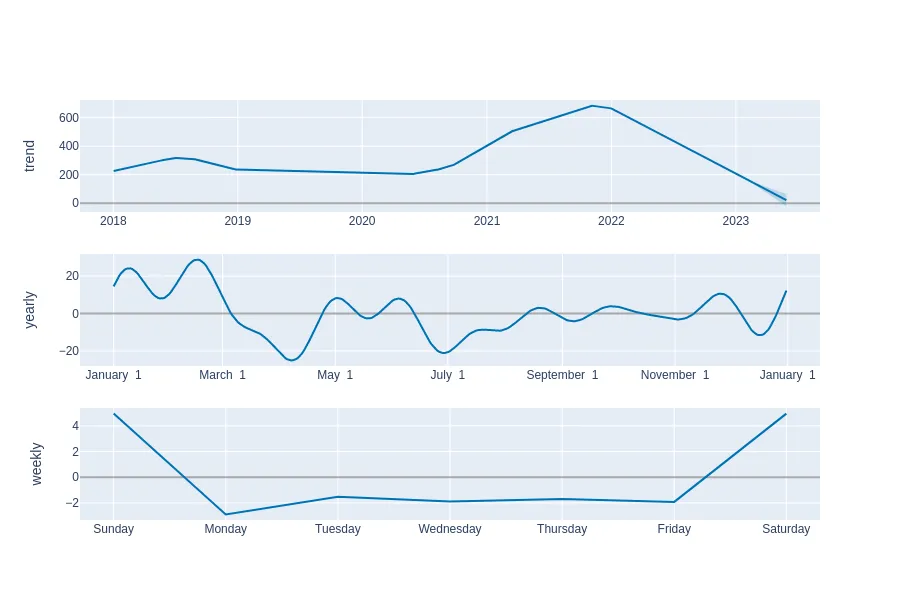 trend
600
400
200
0
2018 2019 2020 2021 2022 2023
yearly
20
0
−20
January 1 March 1 May 1 July 1 September 1 November 1 January 1
weekly
4
2
0
−2
Sunday Monday Tuesday Wednesday Thursday Friday Saturday